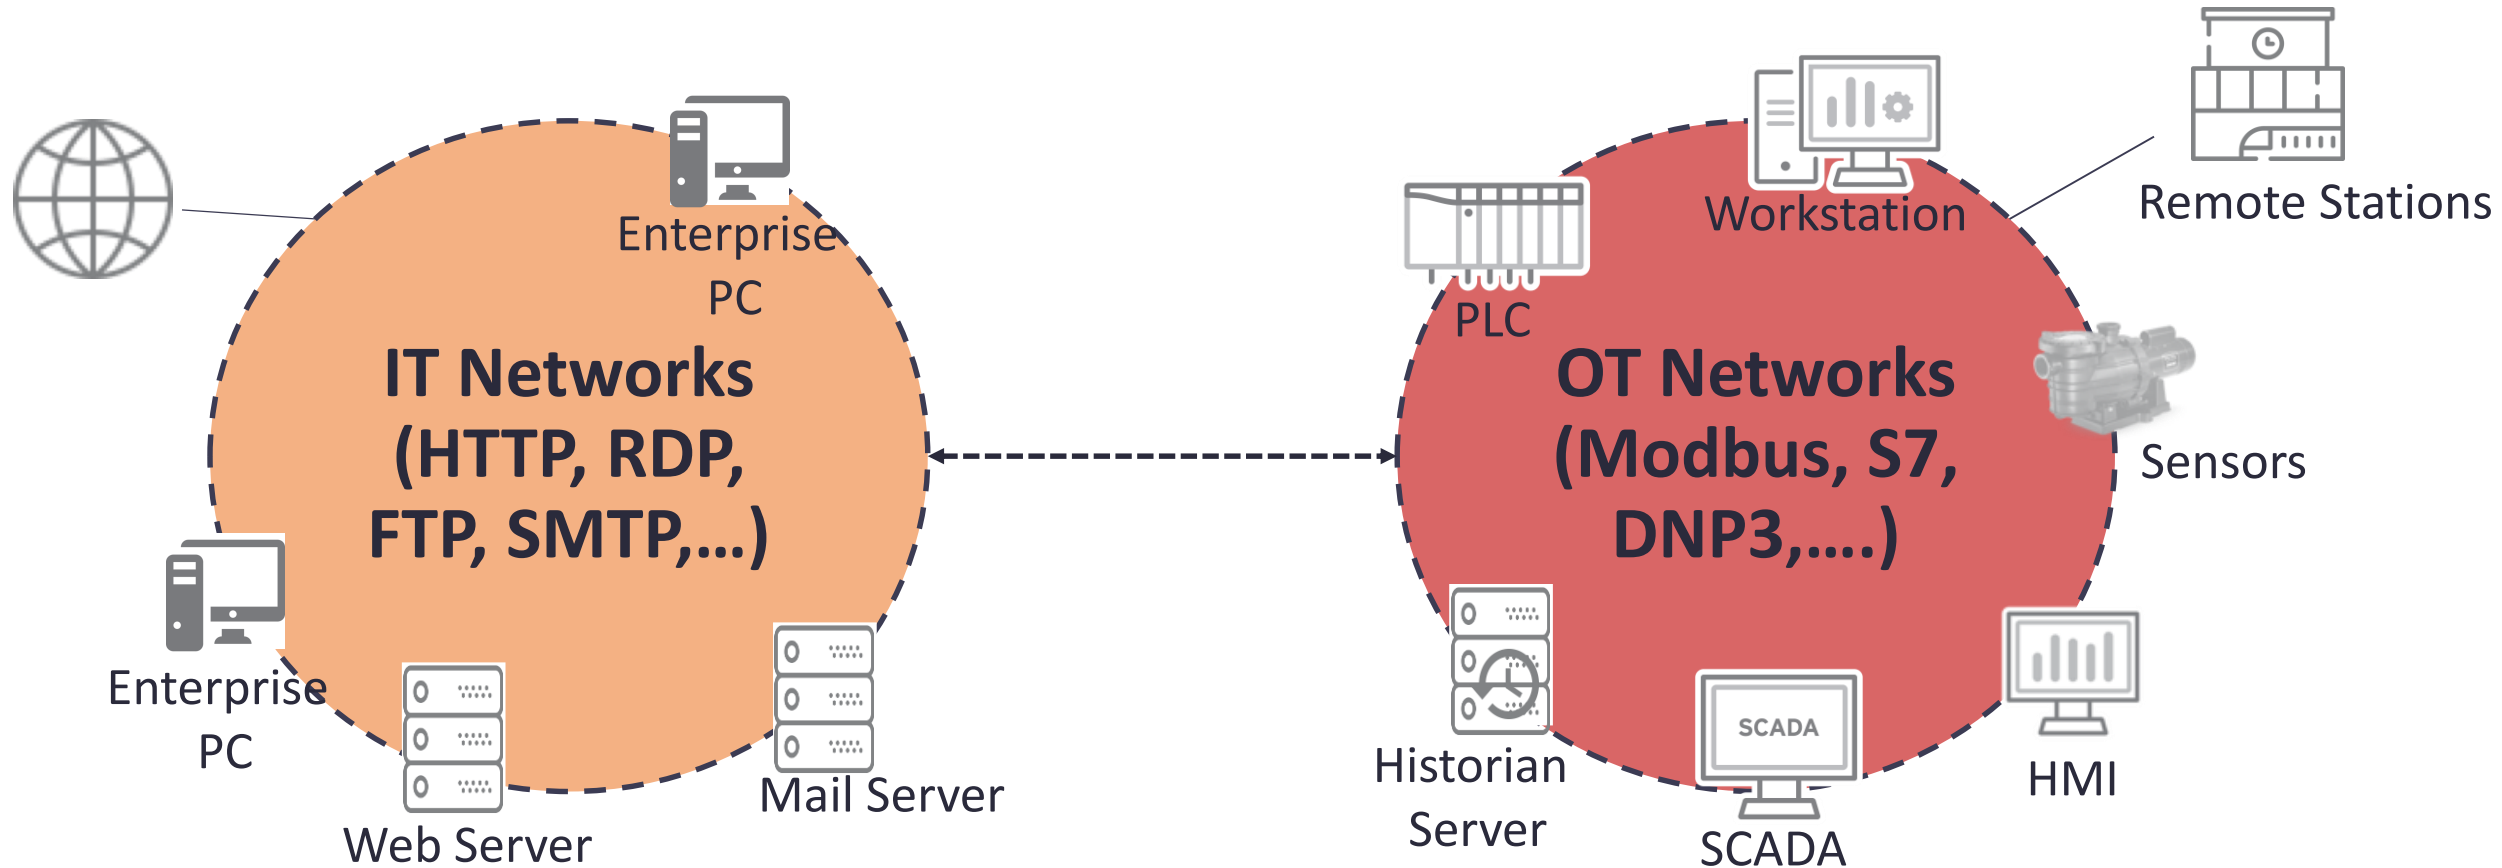 Enterprise
PC
IT Networks
(HTTP, RDP,
FTP, SMTP,...)
Enterprise
PC
Web Server
Mail Server
Workstation
Remote Stations
PLC
OT Networks
(Modbus, S7,
DNP3,....)
Sensors
Historian
Server
SCADA
SCADA
HMI